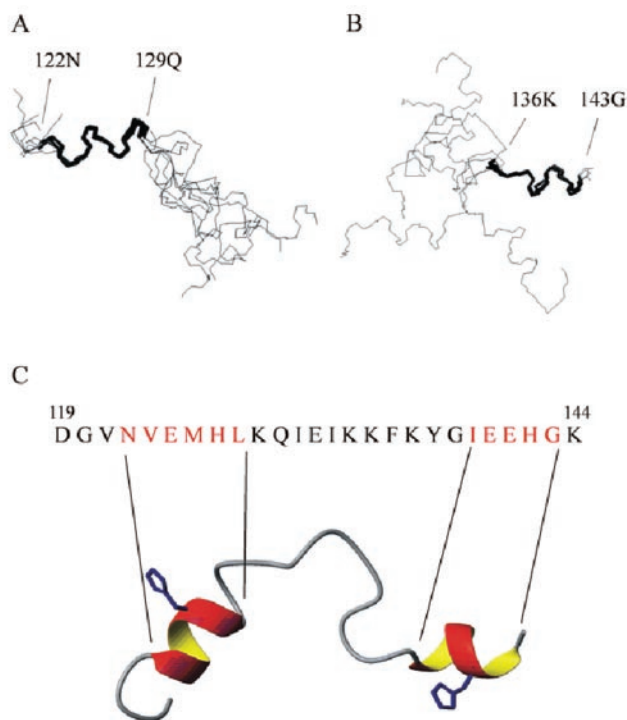 A
B
122N 129Q
136K 143G
C
119 144
DGVNVEMHLKQIEIKKFKYGIEEHGK